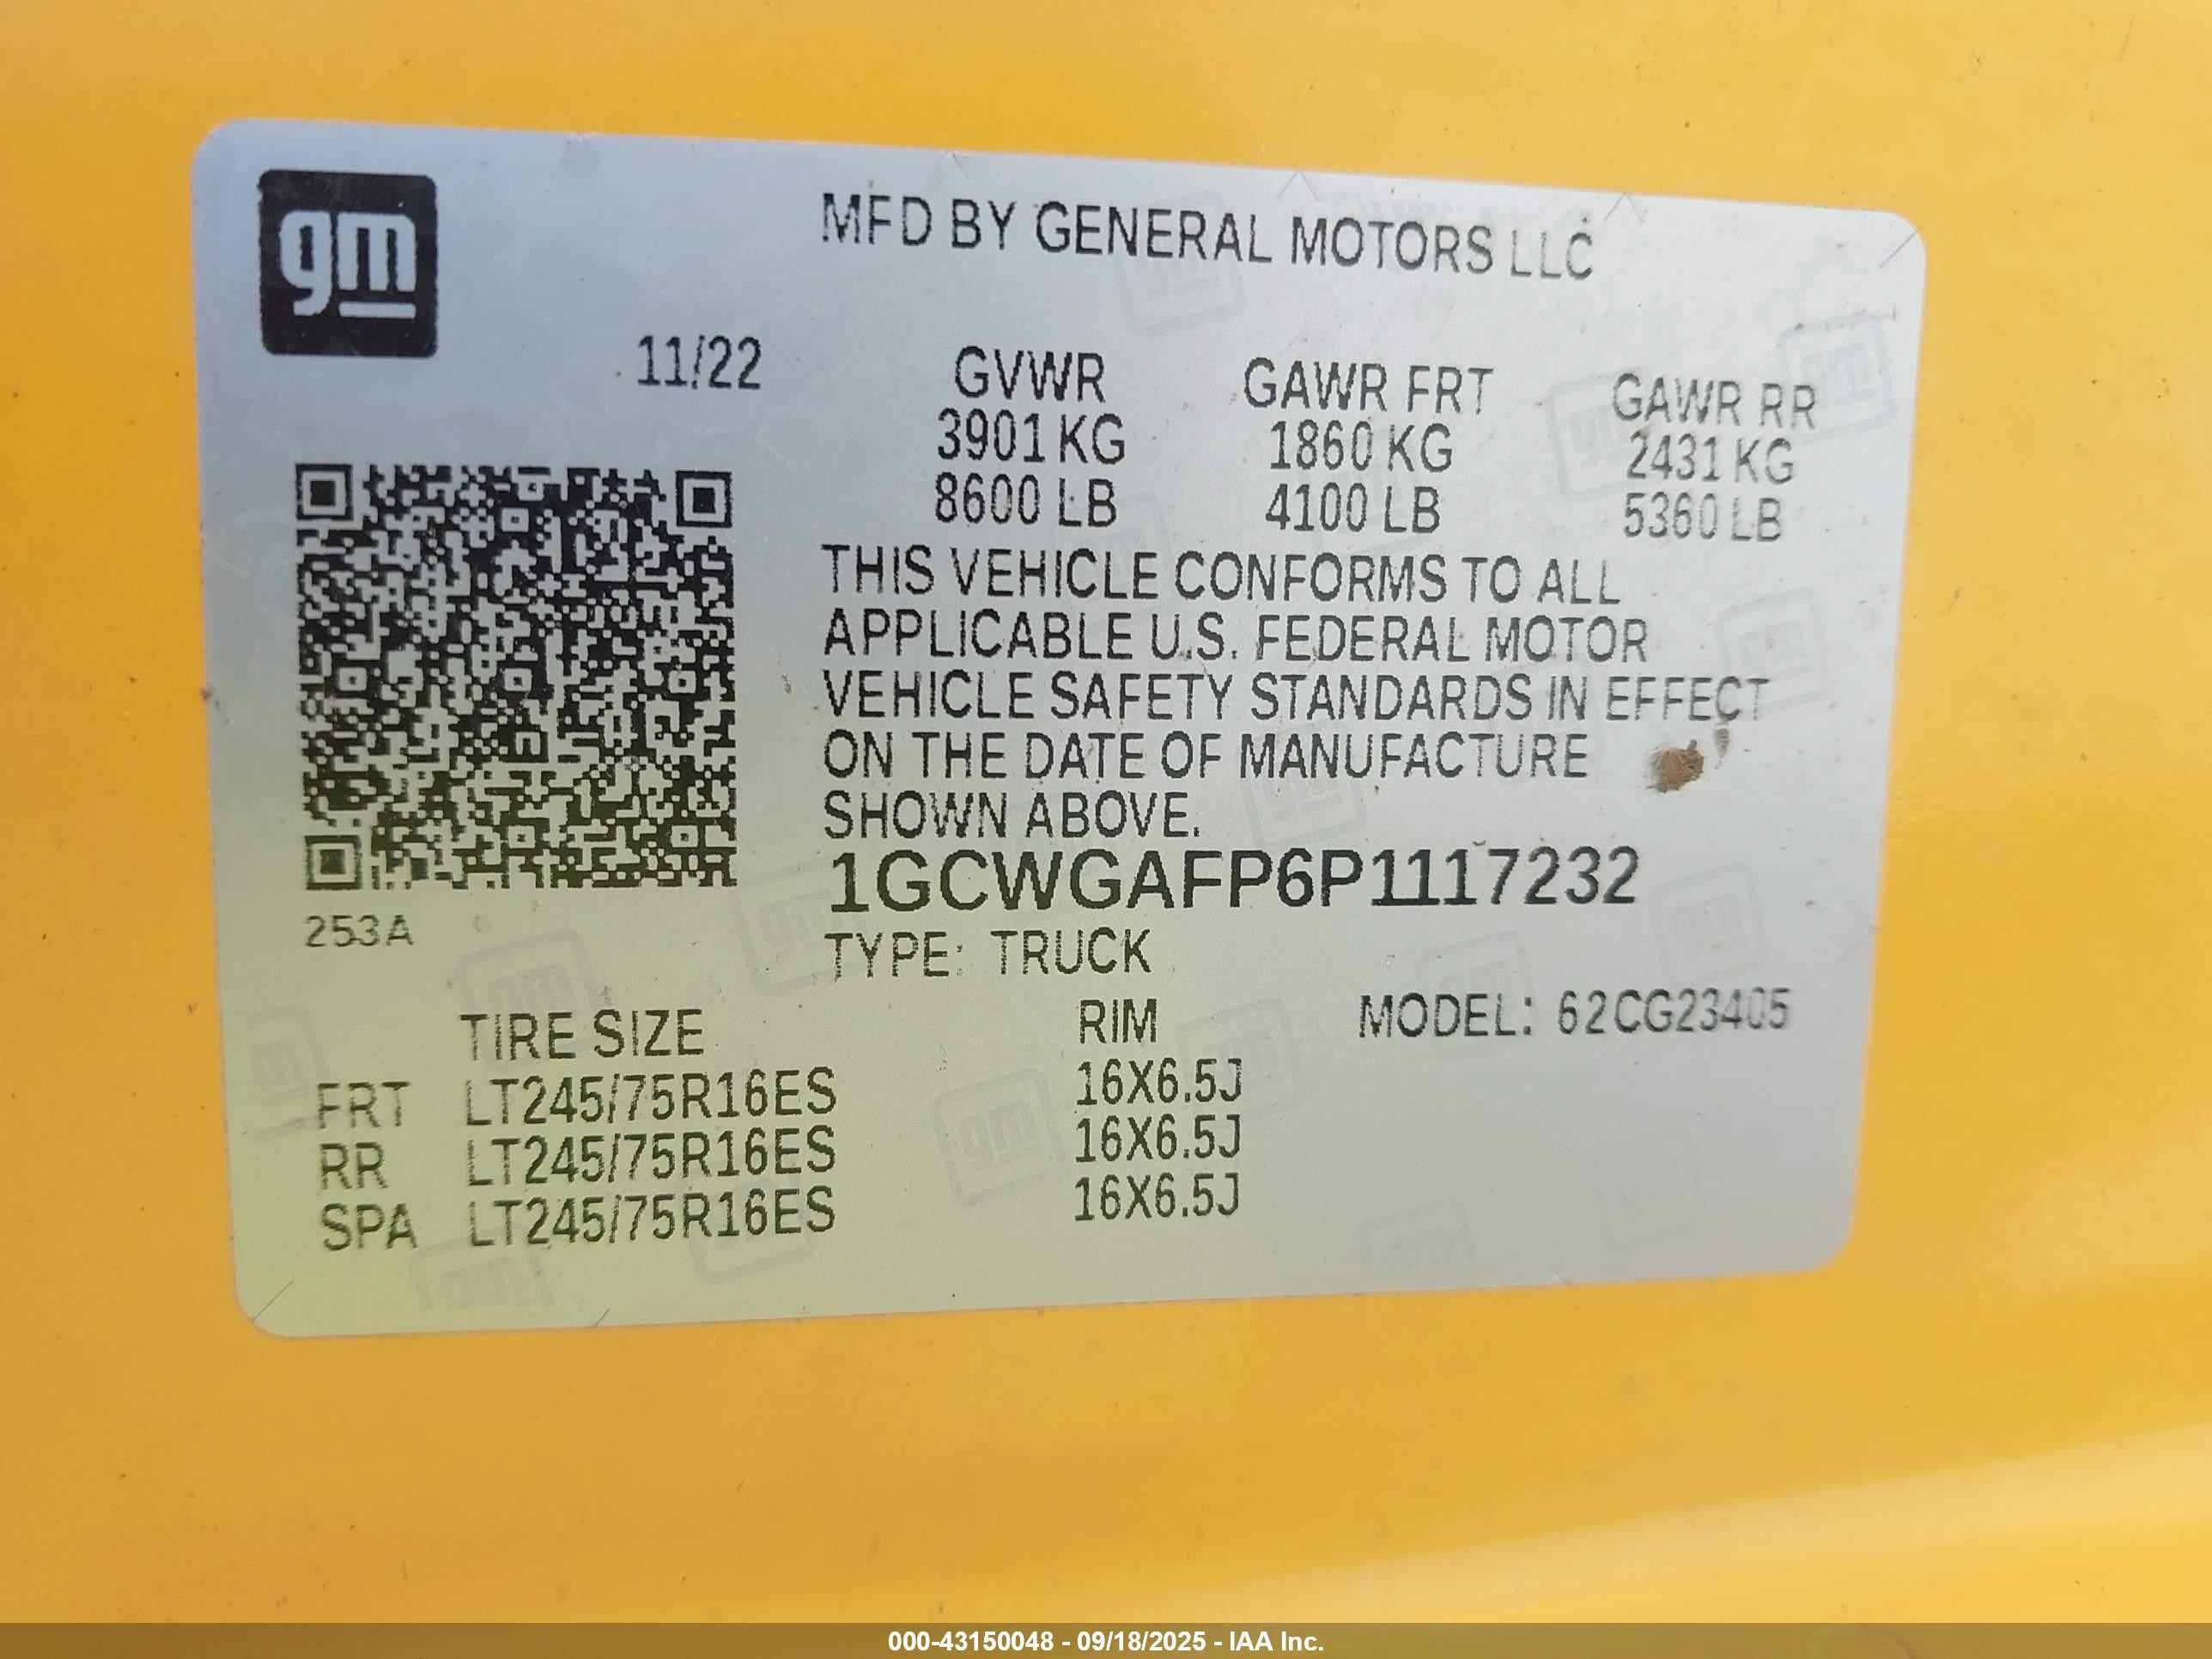 gm
MFD BY GENERAL MOTORS LLC
11/22
GVWR GAWR FRT GAWR RR
3901 KG 1860 KG 2431 KG
8600 LB 4100 LB 5360 LB
THIS VEHICLE CONFORMS TO ALL
APPLICABLE U.S. FEDERAL MOTOR
VEHICLE SAFETY STANDARDS IN EFFECT
ON THE DATE OF MANUFACTURE
SHOWN ABOVE.
1GCWGAFP6P1117232
253A
TYPE: TRUCK
TIRE SIZE RIM MODEL: 62CG23405
FRT LT245/75R16ES 16X6.5J
RR LT245/75R16ES 16X6.5J
SPA LT245/75R16ES 16X6.5J
000-43150048 - 09/18/2025 - IAA Inc.